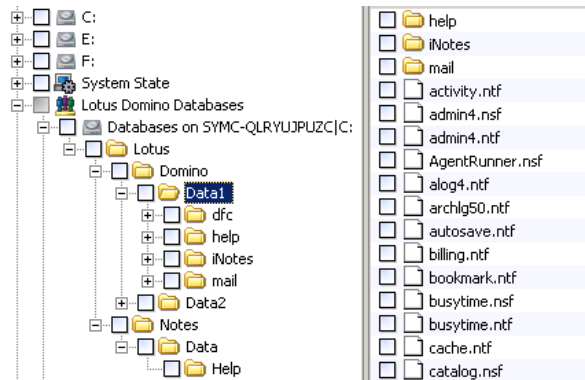 C:
E:
F:
System State
Lotus Domino Databases
Databases on SYMC-QLRYUJPUZC|C:
Lotus
Domino
Data1
dfc
help
iNotes
mail
Data2
Notes
Data
Help
help
iNotes
mail
activity.ntf
admin4.nsf
admin4.ntf
AgentRunner.nsf
alog4.ntf
archlg50.ntf
autosave.ntf
billing.ntf
bookmark.ntf
busytime.nsf
busytime.ntf
cache.ntf
catalog.nsf